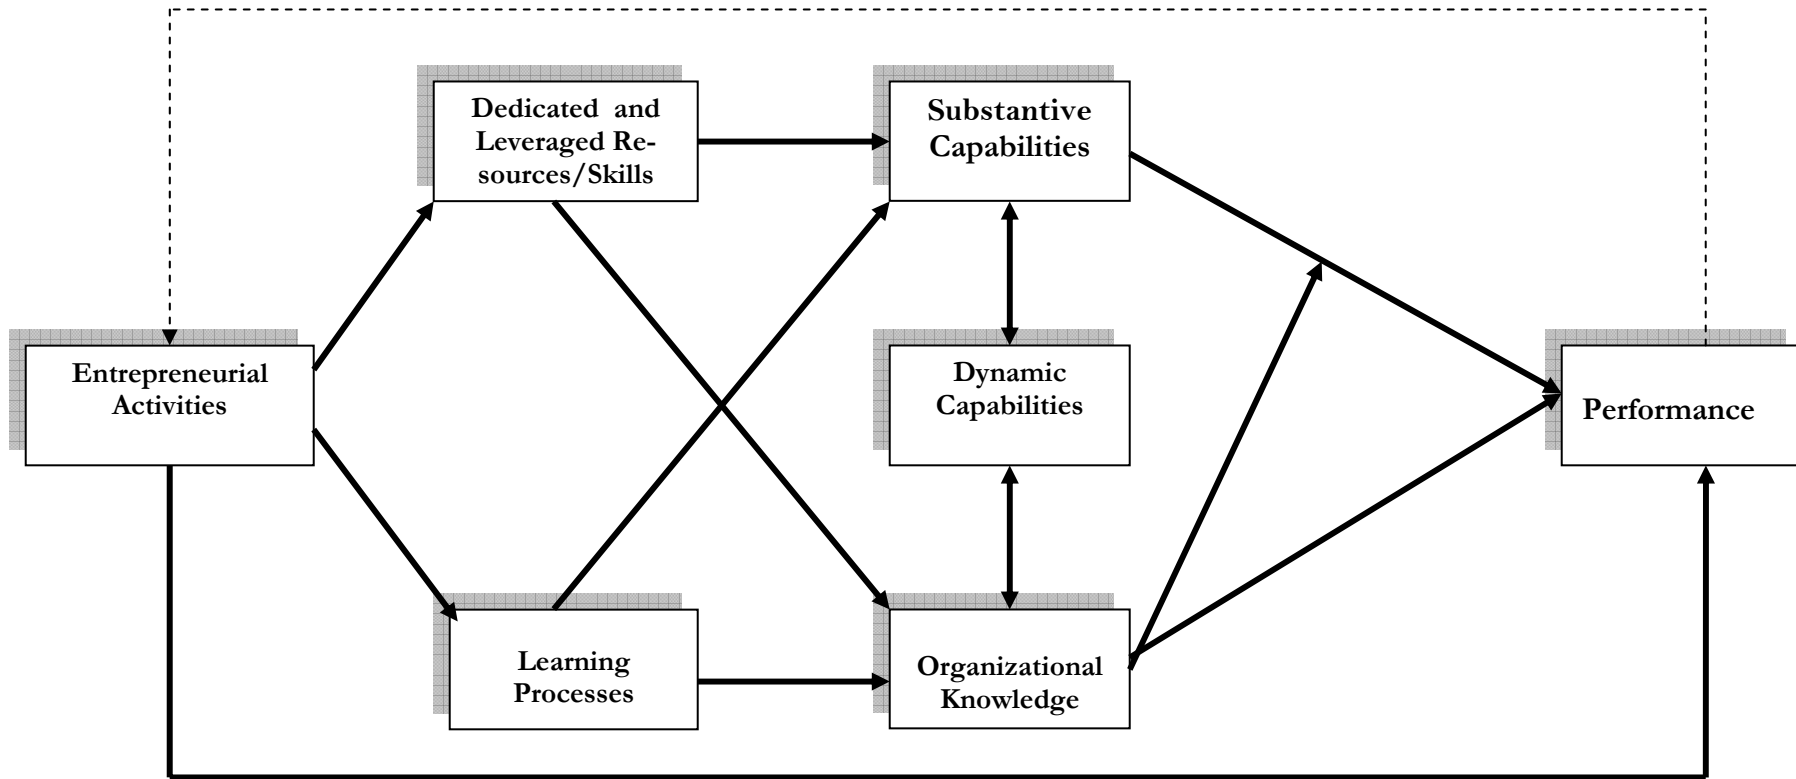 Dedicated and
Leveraged Re-
sources/Skills
Substantive
Capabilities
Entrepreneurial
Activities
Dynamic
Capabilities
Performance
Learning
Processes
Organizational
Knowledge